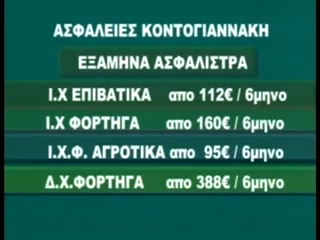 ΑΣΦΑΛΕΙΕΣ ΚΟΝΤΟΓΙΑΝΝΑΚΗ
ΕΞΑΜΗΝΑ ΑΣΦΑΛΙΣΤΡΑ
Ι.Χ ΕΠΙΒΑΤΙΚΑ απο 112€ / 6μηνο
Ι.Χ ΦΟΡΤΗΓΑ απο 160€ / 6μηνο
Ι.Χ.Φ. ΑΓΡΟΤΙΚΑ απο 95€ / 6μηνο
Δ.Χ.ΦΟΡΤΗΓΑ απο 388€ / 6μηνο